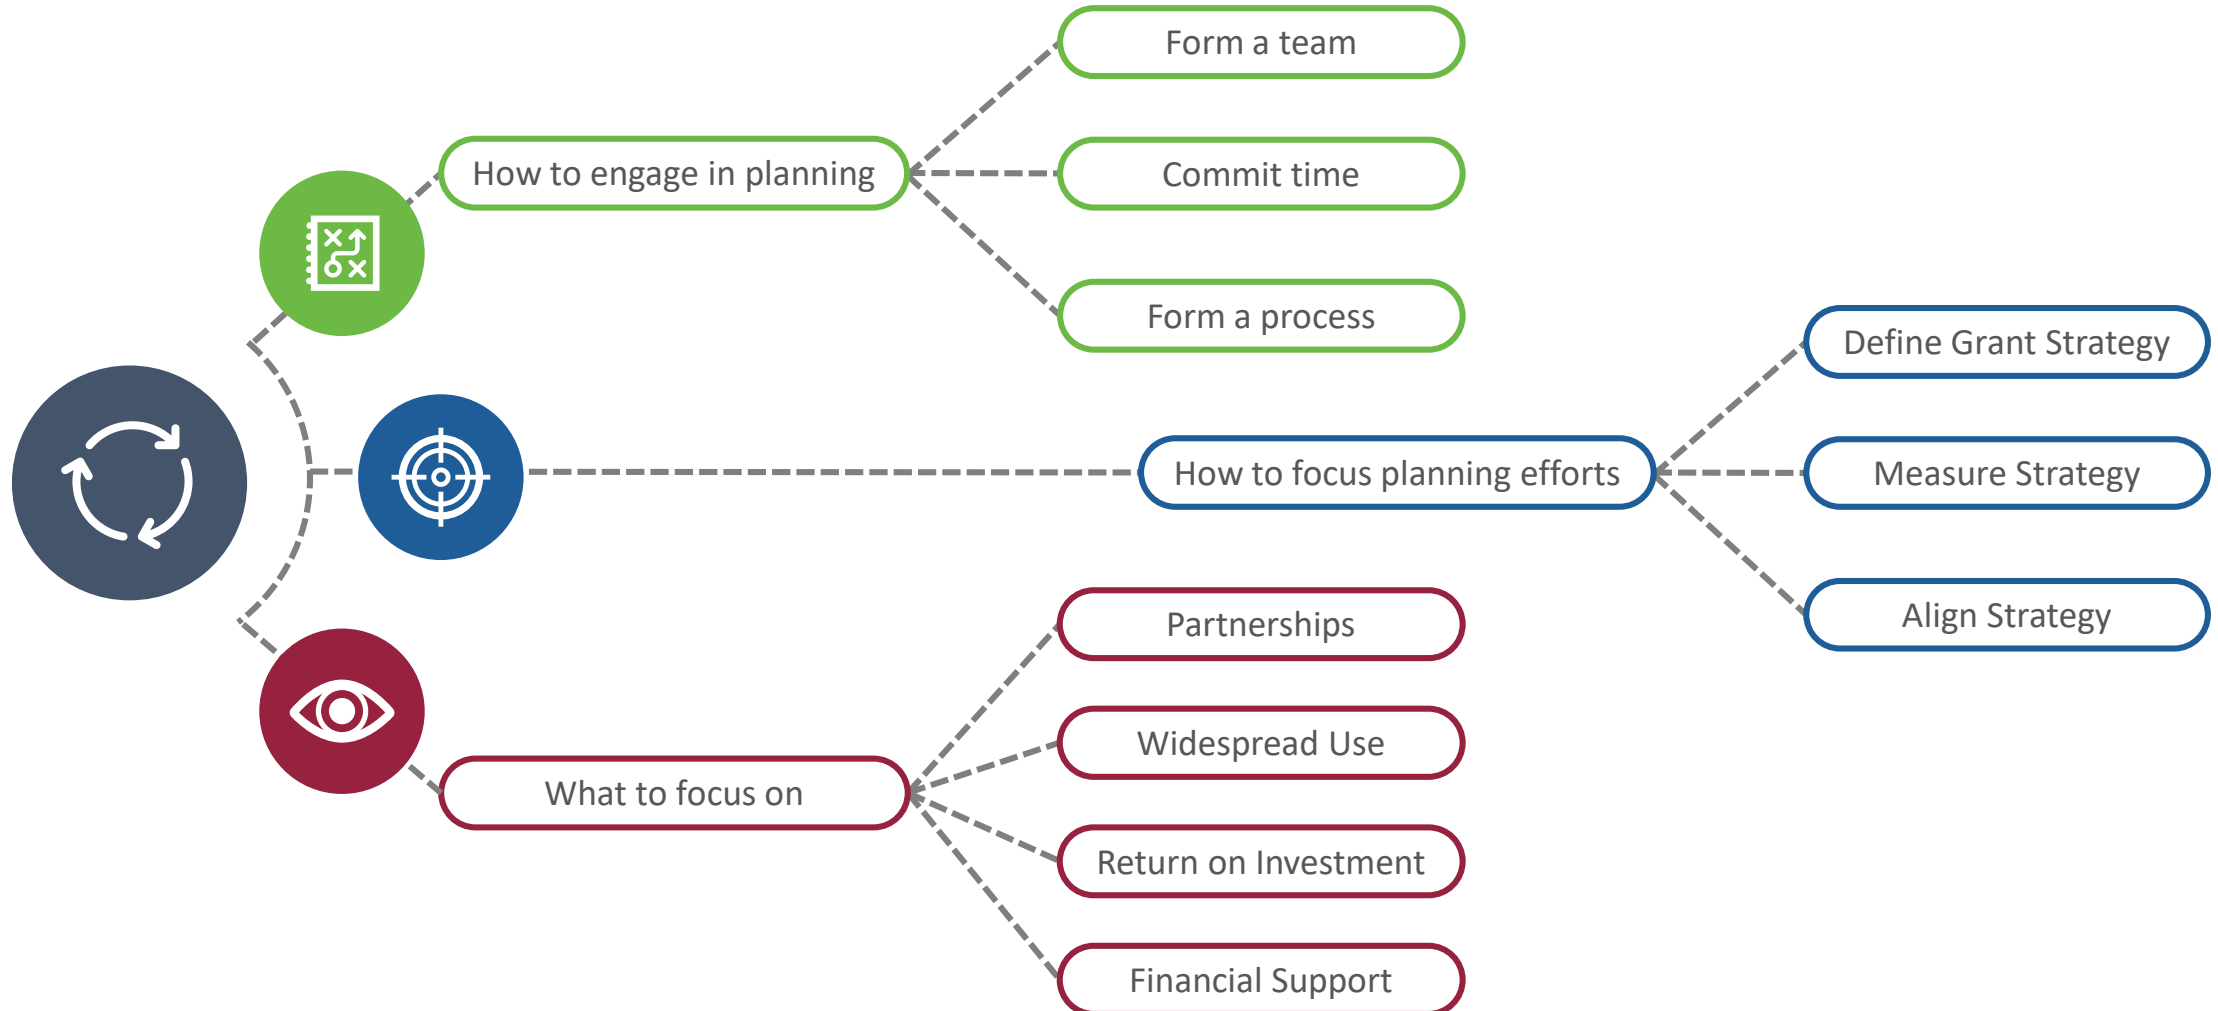 How to engage in planning
Form a team
Commit time
Form a process
How to focus planning efforts
Define Grant Strategy
Measure Strategy
Align Strategy
What to focus on
Partnerships
Widespread Use
Return on Investment
Financial Support